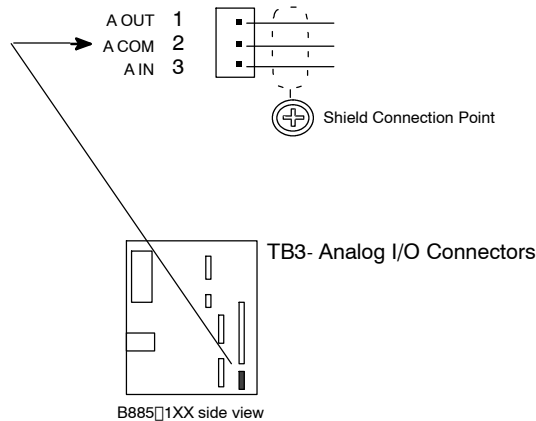 A OUT 1
A COM 2
A IN 3
Shield Connection Point
TB3- Analog I/O Connectors
B885▯1XX side view